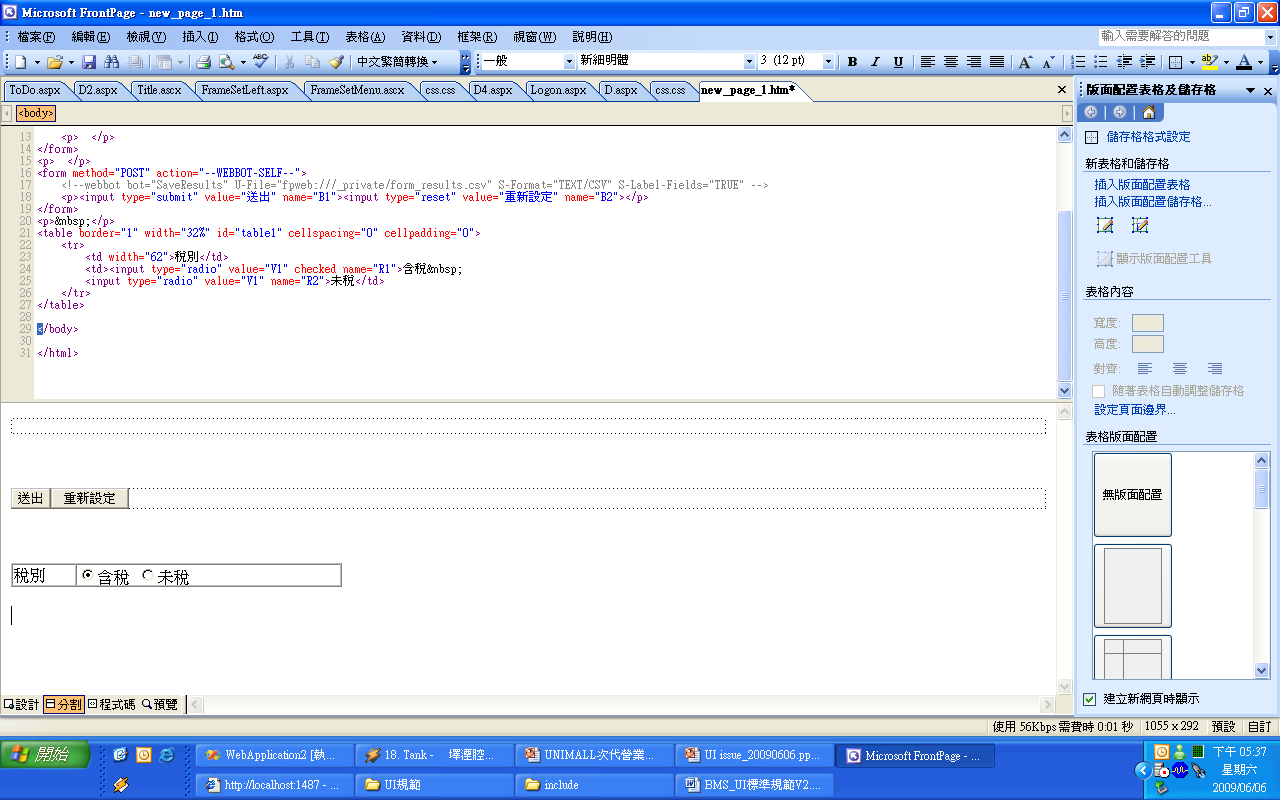 Microsoft FrontPage - new_page_1.htm
檔案(F) 編輯(E) 檢視(V) 插入(I) 格式(O) 工具(T) 表格(A) 資料(D) 框架(R) 視窗(W) 說明(H) 輸入需要解答的問題
中文繁簡轉換 一般 新細明體 3 (12 pt) B I U
ToDo.aspx D2.aspx Title.ascx FrameSetLeft.aspx FrameSetMenu.ascx css.css D4.aspx Logon.aspx D.aspx css.css new_page_1.htm*
<body>
13 <p> </p>
14 </form>
15 <p> </p>
16 <form method="POST" action="--WEBBOT-SELF--">
17 <!--webbot bot="SaveResults" U-File="fpweb:///_private/form_results.csv" S-Format="TEXT/CSV" S-Label-Fields="TRUE" -->
18 <p><input type="submit" value="送出" name="B1"><input type="reset" value="重新設定" name="B2"></p>
19 </form>
20 <p>&nbsp;</p>
21 <table border="1" width="32%" id="table1" cellspacing="0" cellpadding="0">
22 <tr>
23 <td width="62">稅別</td>
24 <td><input type="radio" value="V1" checked name="R1">含稅&nbsp;
25 <input type="radio" value="V1" name="R2">未稅</td>
26 </tr>
27 </table>
28
29 </body>
30
31 </html>
送出 重新設定
稅別 含稅 未稅
設計 分割 程式碼 預覽
版面配置表格及儲存格
儲存格格式設定
新表格和儲存格
插入版面配置表格
插入版面配置儲存格...
顯示版面配置工具
表格內容
寬度:
高度:
對齊:
隨著表格自動調整儲存格
設定頁面邊界...
表格版面配置
無版面配置
建立新網頁時顯示
使用 56Kbps 需費時 0:01 秒 1055 x 292 預設 自訂
開始 WebApplication2 [執... 18. Tank - UNIMALL次代營業... UI issue_20090606.pp... Microsoft FrontPage - ...
http://localhost:1487 - ... UI規範 include BMS_UI標準規範V2....
下午 05:37
星期六
2009/06/06